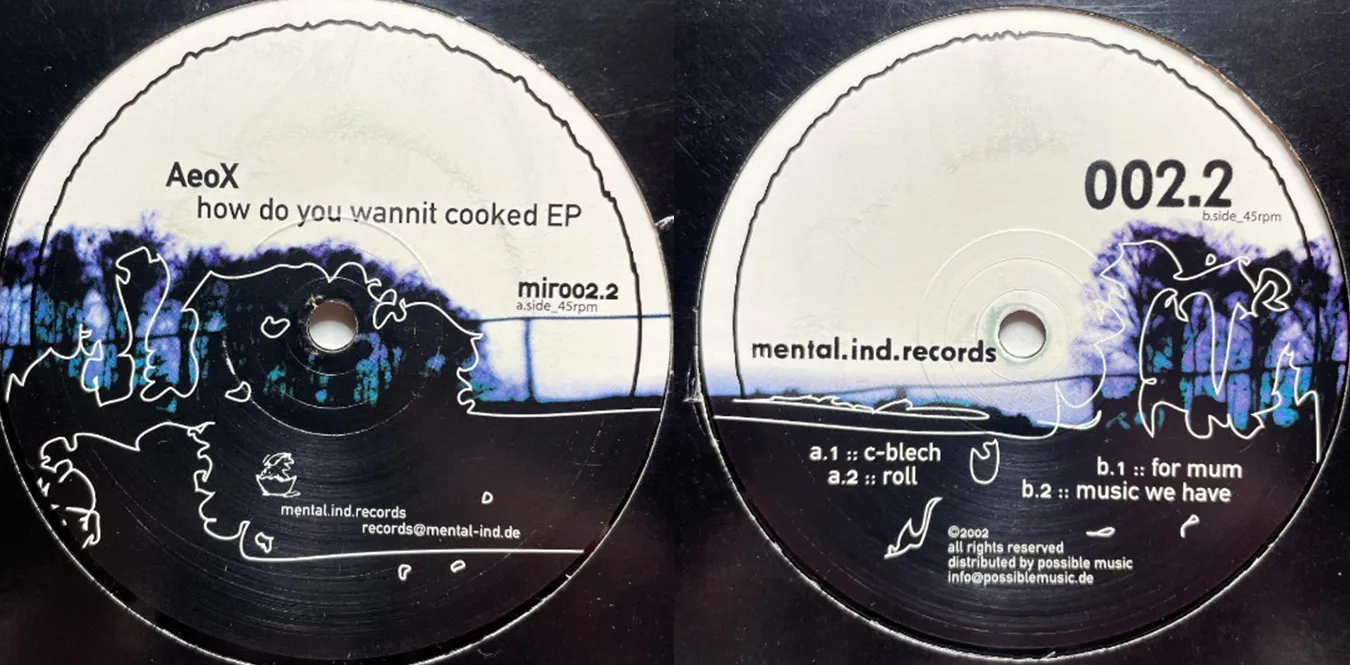 AeoX
how do you wannit cooked EP
mir002.2
a.side_45rpm
mental.ind.records
records@mental-ind.de
002.2
b.side_45rpm
mental.ind.records
a.1 :: c-blech
a.2 :: roll
b.1 :: for mum
b.2 :: music we have
©2002
all rights reserved
distributed by possible music
info@possiblemusic.de